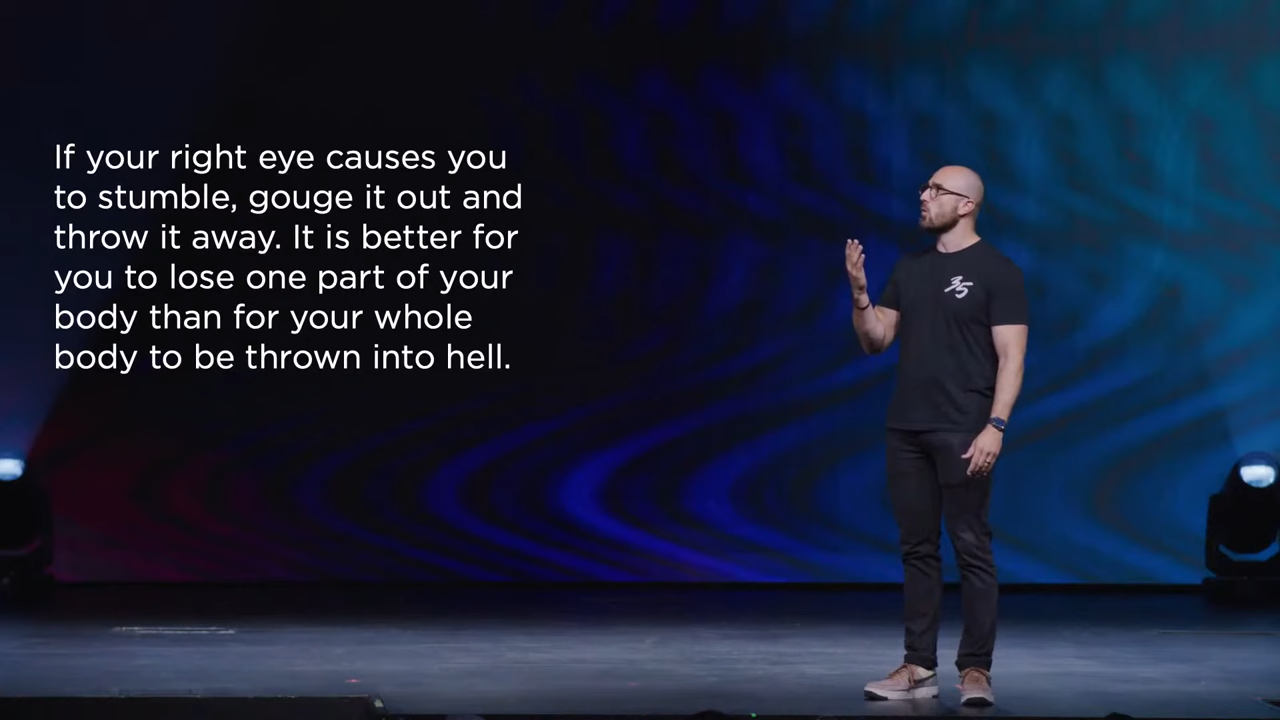 If your right eye causes you
to stumble, gouge it out and
throw it away. It is better for
you to lose one part of your
body than for your whole
body to be thrown into hell.
35